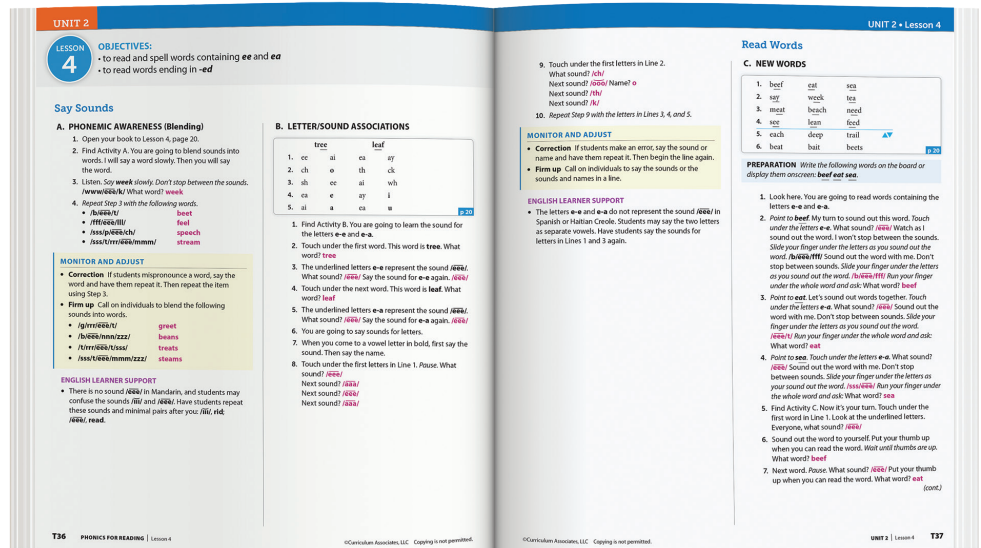 UNIT 2
LESSON
4
OBJECTIVES:
• to read and spell words containing ee and ea
• to read words ending in -ed
Say Sounds
A. PHONEMIC AWARENESS (Blending)
1. Open your book to Lesson 4, page 20.
2. Find Activity A. You are going to blend sounds into
words. I will say a word slowly. Then you will say
the word.
3. Listen. Say week slowly. Don't stop between the sounds.
/www/ēēē/k/ What word? week
4. Repeat Step 3 with the following words.
• /b/ēēē/t/ beet
• /fff/ēēē/lll/ feel
• /sss/p/ēēē/ch/ speech
• /sss/t/rrr/ēēē/mmm/ stream
MONITOR AND ADJUST
• Correction If students mispronounce a word, say the
word and have them repeat it. Then repeat the item
using Step 3.
• Firm up Call on individuals to blend the following
sounds into words.
• /g/rrr/ēēē/t/ greet
• /b/ēēē/nnn/zzz/ beans
• /t/rrr/ēēē/t/sss/ treats
• /sss/t/ēēē/mmm/zzz/ steams
ENGLISH LEARNER SUPPORT
• There is no sound /ēēē/ in Mandarin, and students may
confuse the sounds /iii/ and /ēēē/. Have students repeat
these sounds and minimal pairs after you: /iii/, rid;
/ēēē/, read.
B. LETTER/SOUND ASSOCIATIONS
tree leaf
1. ee ai ea ay
2. ch o th ck
3. sh ee ai wh
4. ea e ay i
5. ai a ea u
p 20
1. Find Activity B. You are going to learn the sound for
the letters e-e and e-a.
2. Touch under the first word. This word is tree. What
word? tree
3. The underlined letters e-e represent the sound /ēēē/.
What sound? /ēēē/ Say the sound for e-e again. /ēēē/
4. Touch under the next word. This word is leaf. What
word? leaf
5. The underlined letters e-a represent the sound /ēēē/.
What sound? /ēēē/ Say the sound for e-a again. /ēēē/
6. You are going to say sounds for letters.
7. When you come to a vowel letter in bold, first say the
sound. Then say the name.
8. Touch under the first letters in Line 1. Pause. What
sound? /ēēē/
Next sound? /āāā/
Next sound? /ēēē/
Next sound? /āāā/
T36 PHONICS FOR READING | Lesson 4
©Curriculum Associates, LLC Copying is not permitted.
UNIT 2 • Lesson 4
9. Touch under the first letters in Line 2.
What sound? /ch/
Next sound? /ooo/ Name? o
Next sound? /th/
Next sound? /k/
10. Repeat Step 9 with the letters in Lines 3, 4, and 5.
MONITOR AND ADJUST
• Correction If students make an error, say the sound or
name and have them repeat it. Then begin the line again.
• Firm up Call on individuals to say the sounds or the
sounds and names in a line.
ENGLISH LEARNER SUPPORT
• The letters e-e and e-a do not represent the sound /ēēē/ in
Spanish or Haitian Creole. Students may say the two letters
as separate vowels. Have students say the sounds for
letters in Lines 1 and 3 again.
Read Words
C. NEW WORDS
1. beef eat sea
2. say week tea
3. meat beach need
4. see lean feed
5. each deep trail
6. beat bait beets
p 20
PREPARATION Write the following words on the board or
display them onscreen: beef eat sea.
1. Look here. You are going to read words containing the
letters e-e and e-a.
2. Point to beef. My turn to sound out this word. Touch
under the letters e-e. What sound? /ēēē/ Watch as I
sound out the word. I won't stop between the sounds.
Slide your finger under the letters as you sound out the
word. /b/ēēē/fff/ Sound out the word with me. Don't
stop between sounds. Slide your finger under the letters
as you sound out the word. /b/ēēē/fff/ Run your finger
under the whole word and ask: What word? beef
3. Point to eat. Let's sound out words together. Touch
under the letters e-a. What sound? /ēēē/ Sound out the
word with me. Don't stop between sounds. Slide your
finger under the letters as you sound out the word.
/ēēē/t/ Run your finger under the whole word and ask:
What word? eat
4. Point to sea. Touch under the letters e-a. What sound?
/ēēē/ Sound out the word with me. Don't stop
between sounds. Slide your finger under the letters as
your sound out the word. /sss/ēēē/ Run your finger under
the whole word and ask: What word? sea
5. Find Activity C. Now it's your turn. Touch under the
first word in Line 1. Look at the underlined letters.
Everyone, what sound? /ēēē/
6. Sound out the word to yourself. Put your thumb up
when you can read the word. Wait until thumbs are up.
What word? beef
7. Next word. Pause. What sound? /ēēē/ Put your thumb
up when you can read the word. What word? eat
(cont.)
©Curriculum Associates, LLC Copying is not permitted.
UNIT 2 | Lesson 4 T37